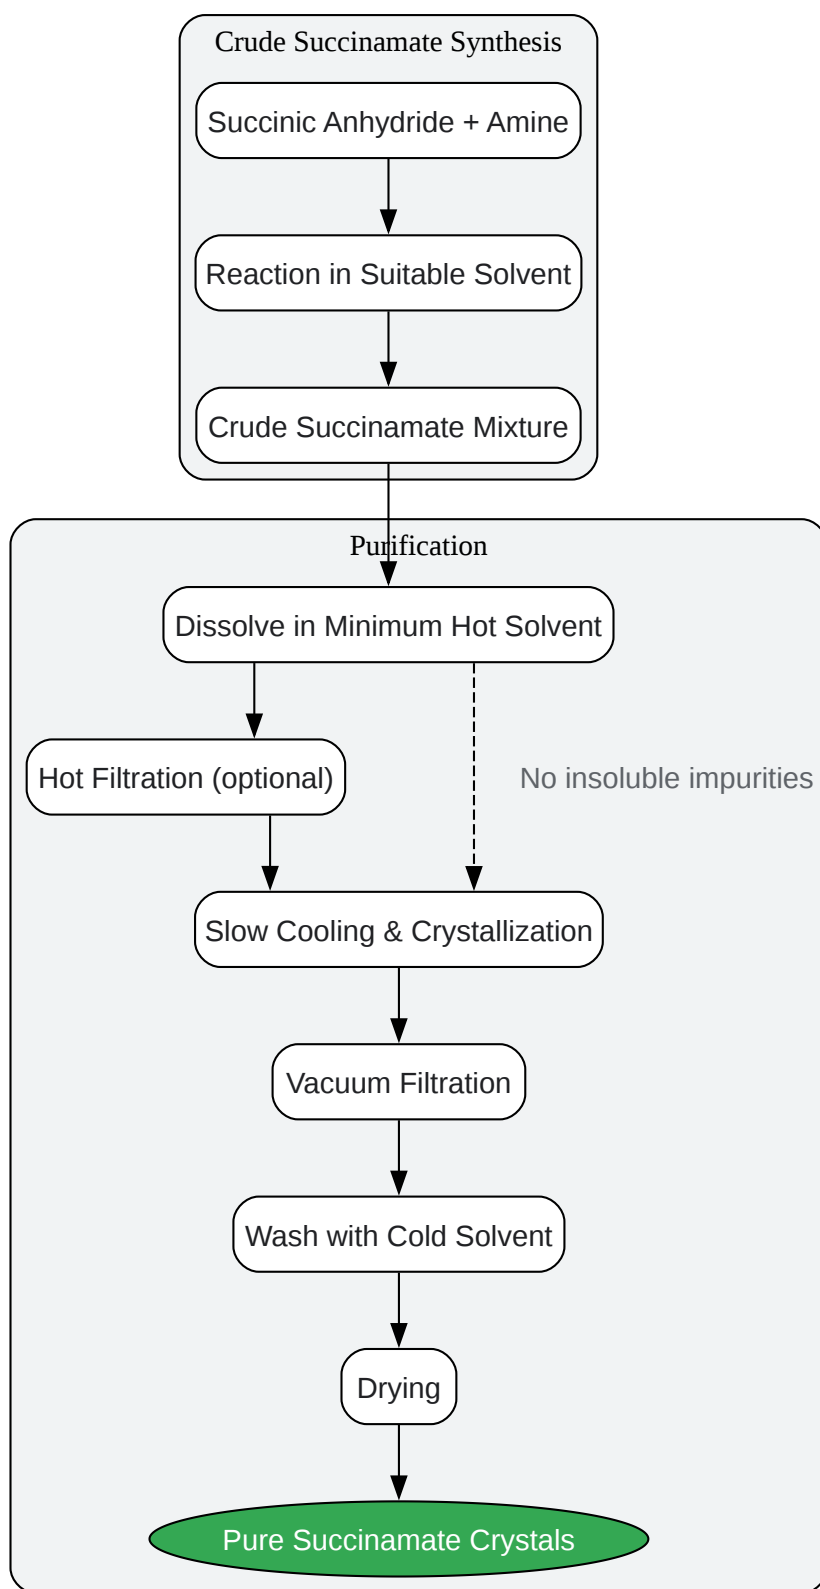 Crude Succinamate Synthesis
Succinic Anhydride + Amine
Reaction in Suitable Solvent
Crude Succinamate Mixture
Purification
Dissolve in Minimum Hot Solvent
Hot Filtration (optional)
No insoluble impurities
Slow Cooling & Crystallization
Vacuum Filtration
Wash with Cold Solvent
Drying
Pure Succinamate Crystals